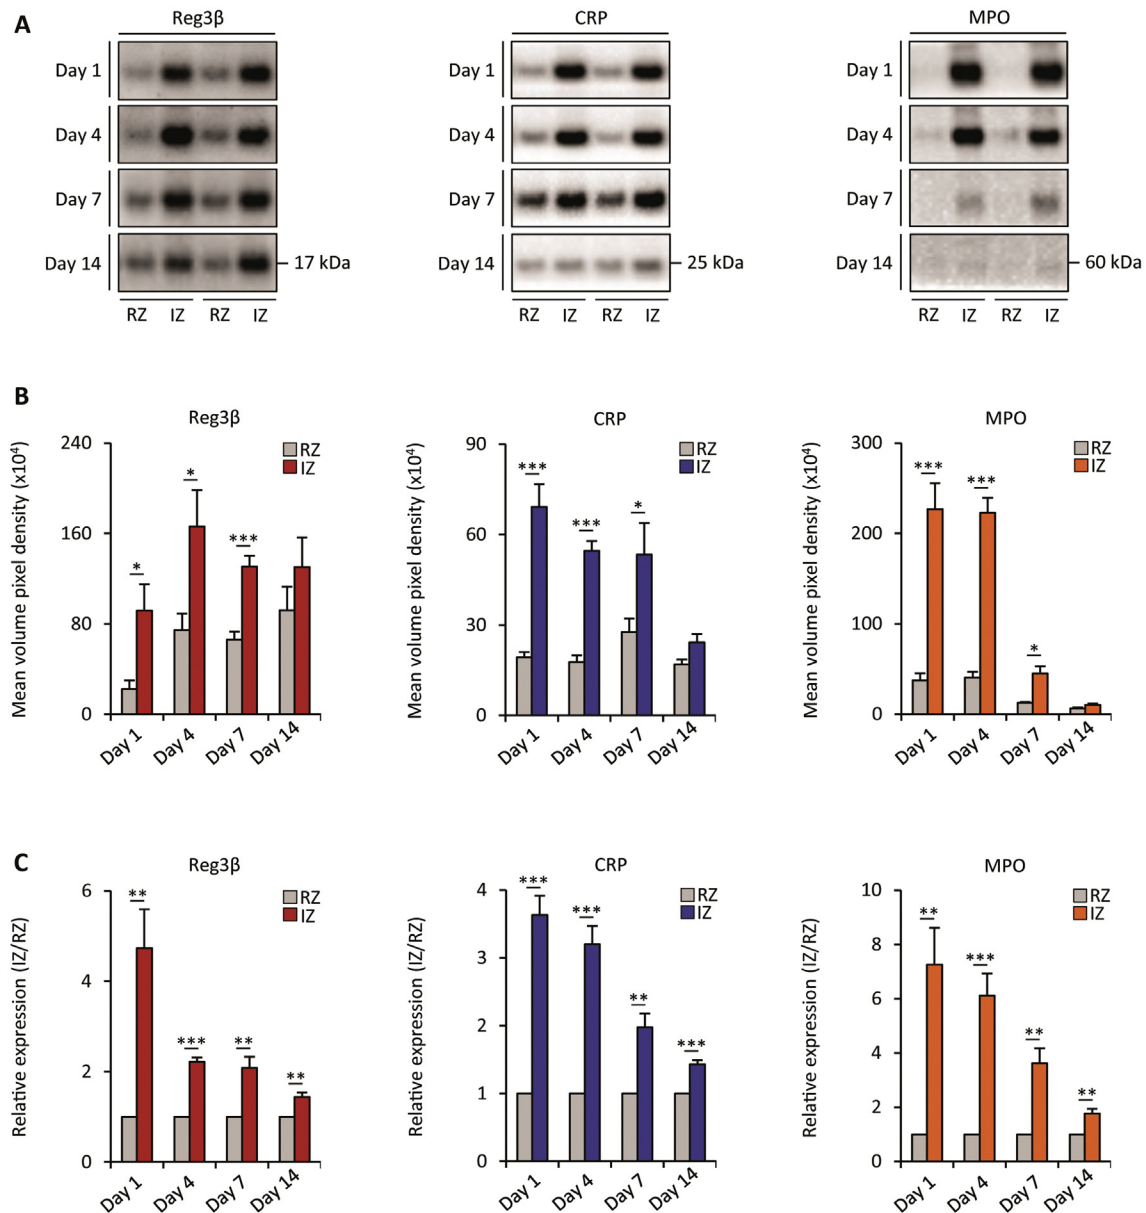 A
Reg3β CRP MPO
Day 1 Day 1 Day 1
Day 4 Day 4 Day 4
Day 7 Day 7 Day 7
Day 14 17 kDa Day 14 25 kDa Day 14 60 kDa
RZ IZ RZ IZ RZ IZ RZ IZ RZ IZ RZ IZ
B
Reg3β
Mean volume pixel density (x10⁴)
240
160
80
0
RZ
IZ
* * ***
Day 1 Day 4 Day 7 Day 14
CRP
Mean volume pixel density (x10⁴)
90
60
30
0
RZ
IZ
*** *** *
Day 1 Day 4 Day 7 Day 14
MPO
Mean volume pixel density (x10⁴)
300
200
100
0
RZ
IZ
*** *** *
Day 1 Day 4 Day 7 Day 14
C
Reg3β
Relative expression (IZ/RZ)
6
4
2
0
RZ
IZ
** *** ** **
Day 1 Day 4 Day 7 Day 14
CRP
Relative expression (IZ/RZ)
4
3
2
1
0
RZ
IZ
*** *** ** ***
Day 1 Day 4 Day 7 Day 14
MPO
Relative expression (IZ/RZ)
10
8
6
4
2
0
RZ
IZ
** *** ** **
Day 1 Day 4 Day 7 Day 14